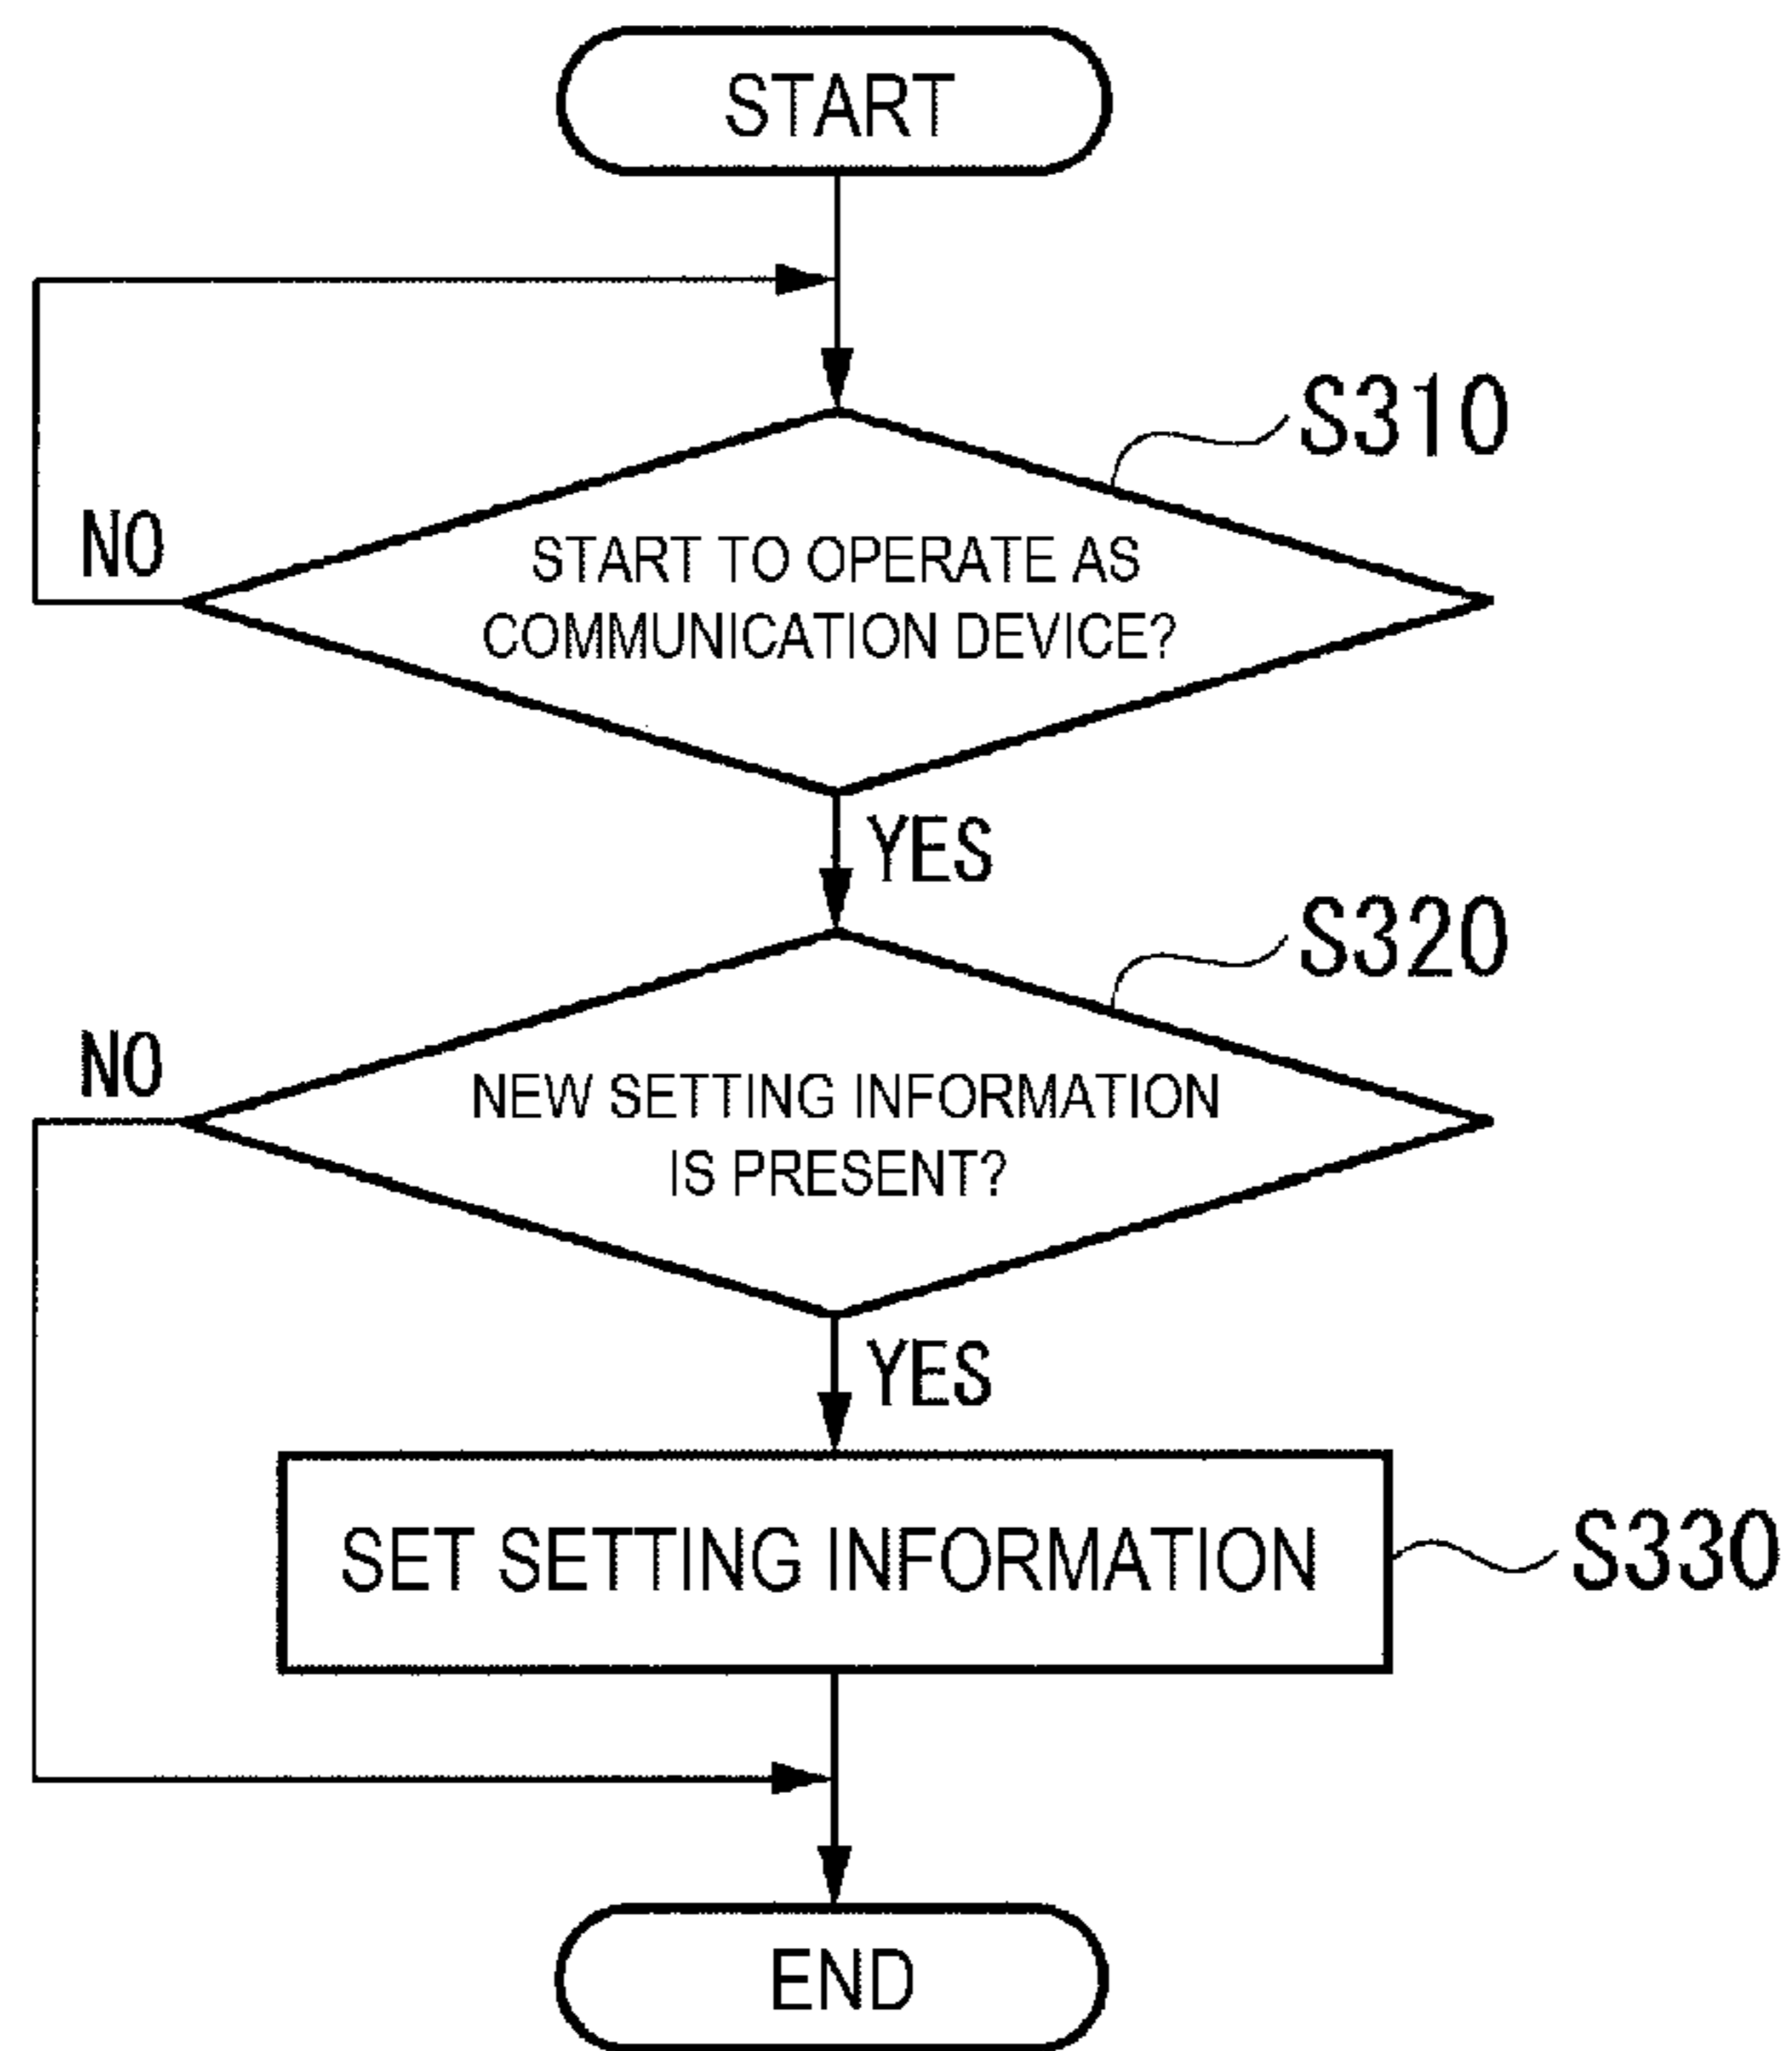 START
S310
NO
START TO OPERATE AS
COMMUNICATION DEVICE?
YES
S320
NO
NEW SETTING INFORMATION
IS PRESENT?
YES
SET SETTING INFORMATION
S330
END